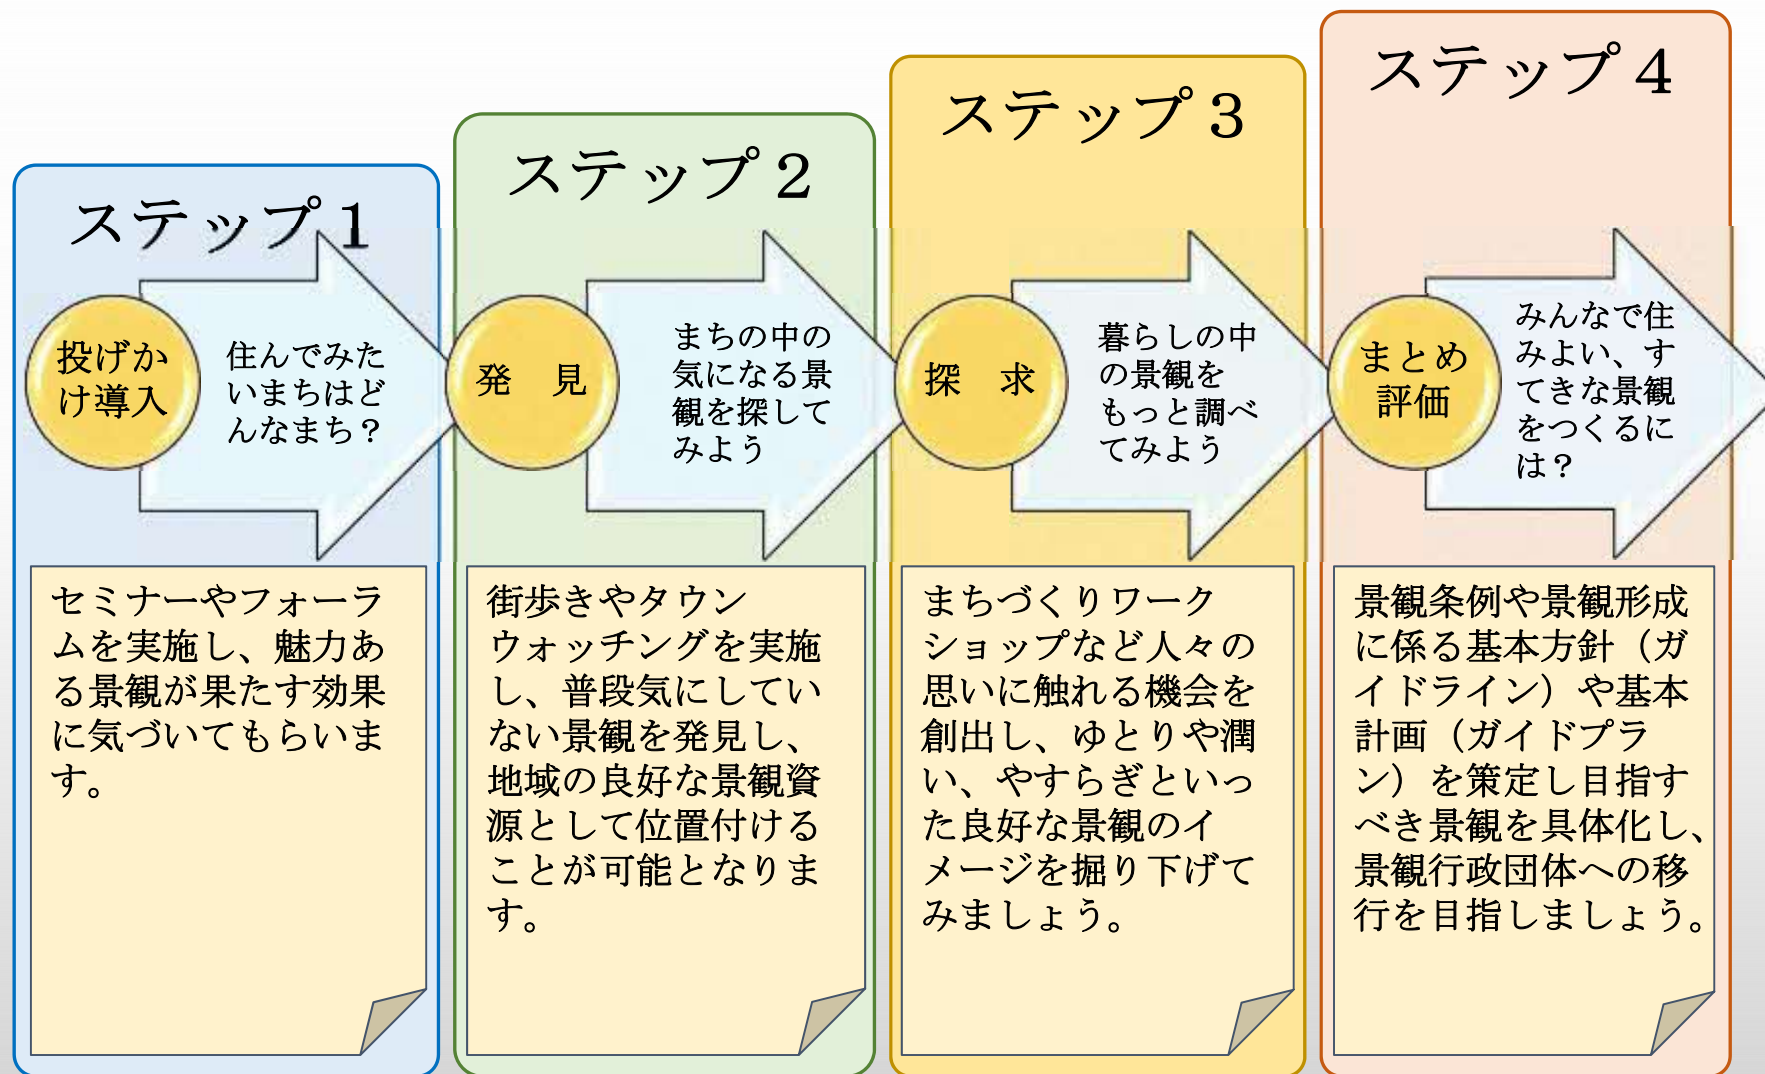 ステップ１
投げか
け導入
住んでみた
いまちはど
んなまち？
セミナーやフォーラ
ムを実施し、魅力あ
る景観が果たす効果
に気づいてもらいま
す。
ステップ２
発　見
まちの中の
気になる景
観を探して
みよう
街歩きやタウン
ウォッチングを実施
し、普段気にしてい
ない景観を発見し、
地域の良好な景観資
源として位置付ける
ことが可能となりま
す。
ステップ３
探　求
暮らしの中
の景観を
もっと調べ
てみよう
まちづくりワーク
ショップなど人々の
思いに触れる機会を
創出し、ゆとりや潤
い、やすらぎといっ
た良好な景観のイ
メージを掘り下げて
みましょう。
ステップ４
まとめ
評価
みんなで住
みよい、す
てきな景観
をつくるに
は？
景観条例や景観形成
に係る基本方針（ガ
イドライン）や基本
計画（ガイドプラ
ン）を策定し目指す
べき景観を具体化し、
景観行政団体への移
行を目指しましょう。